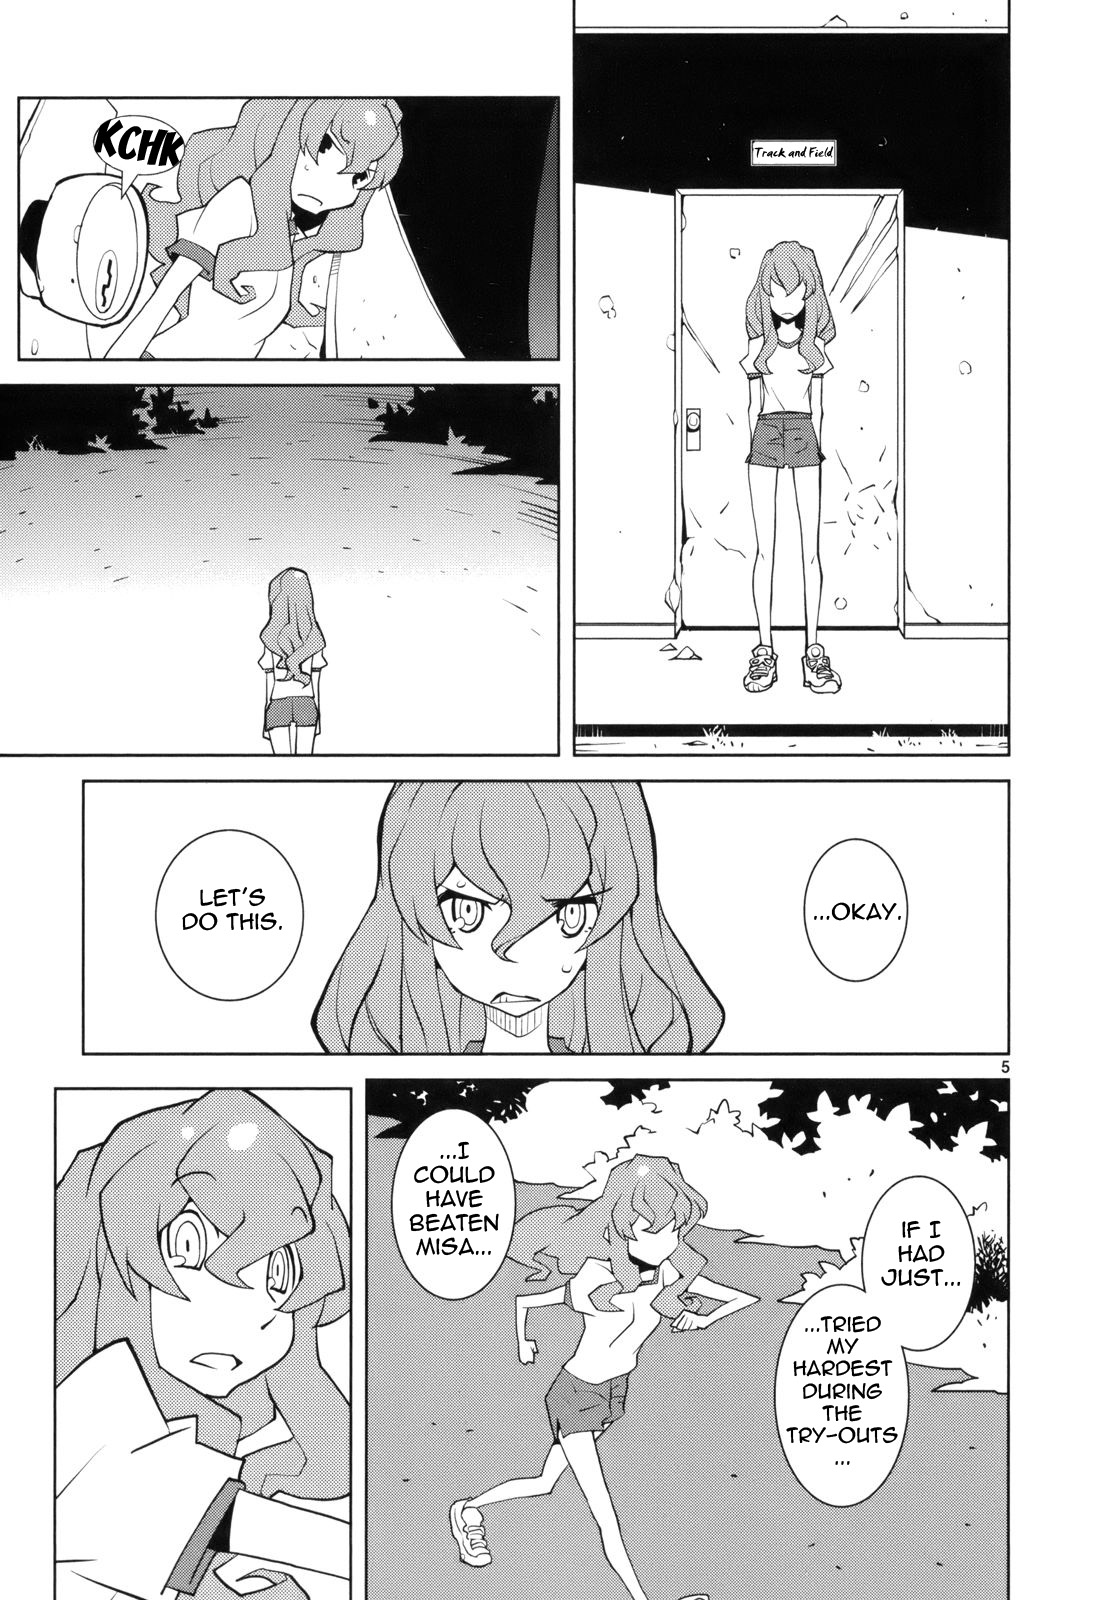 Track and Field
KCHK
...OKAY.
LET'S
DO THIS.
5
IF I
HAD
JUST...
...TRIED
MY
HARDEST
DURING
THE
TRY-OUTS
...
...I
COULD
HAVE
BEATEN
MISA...